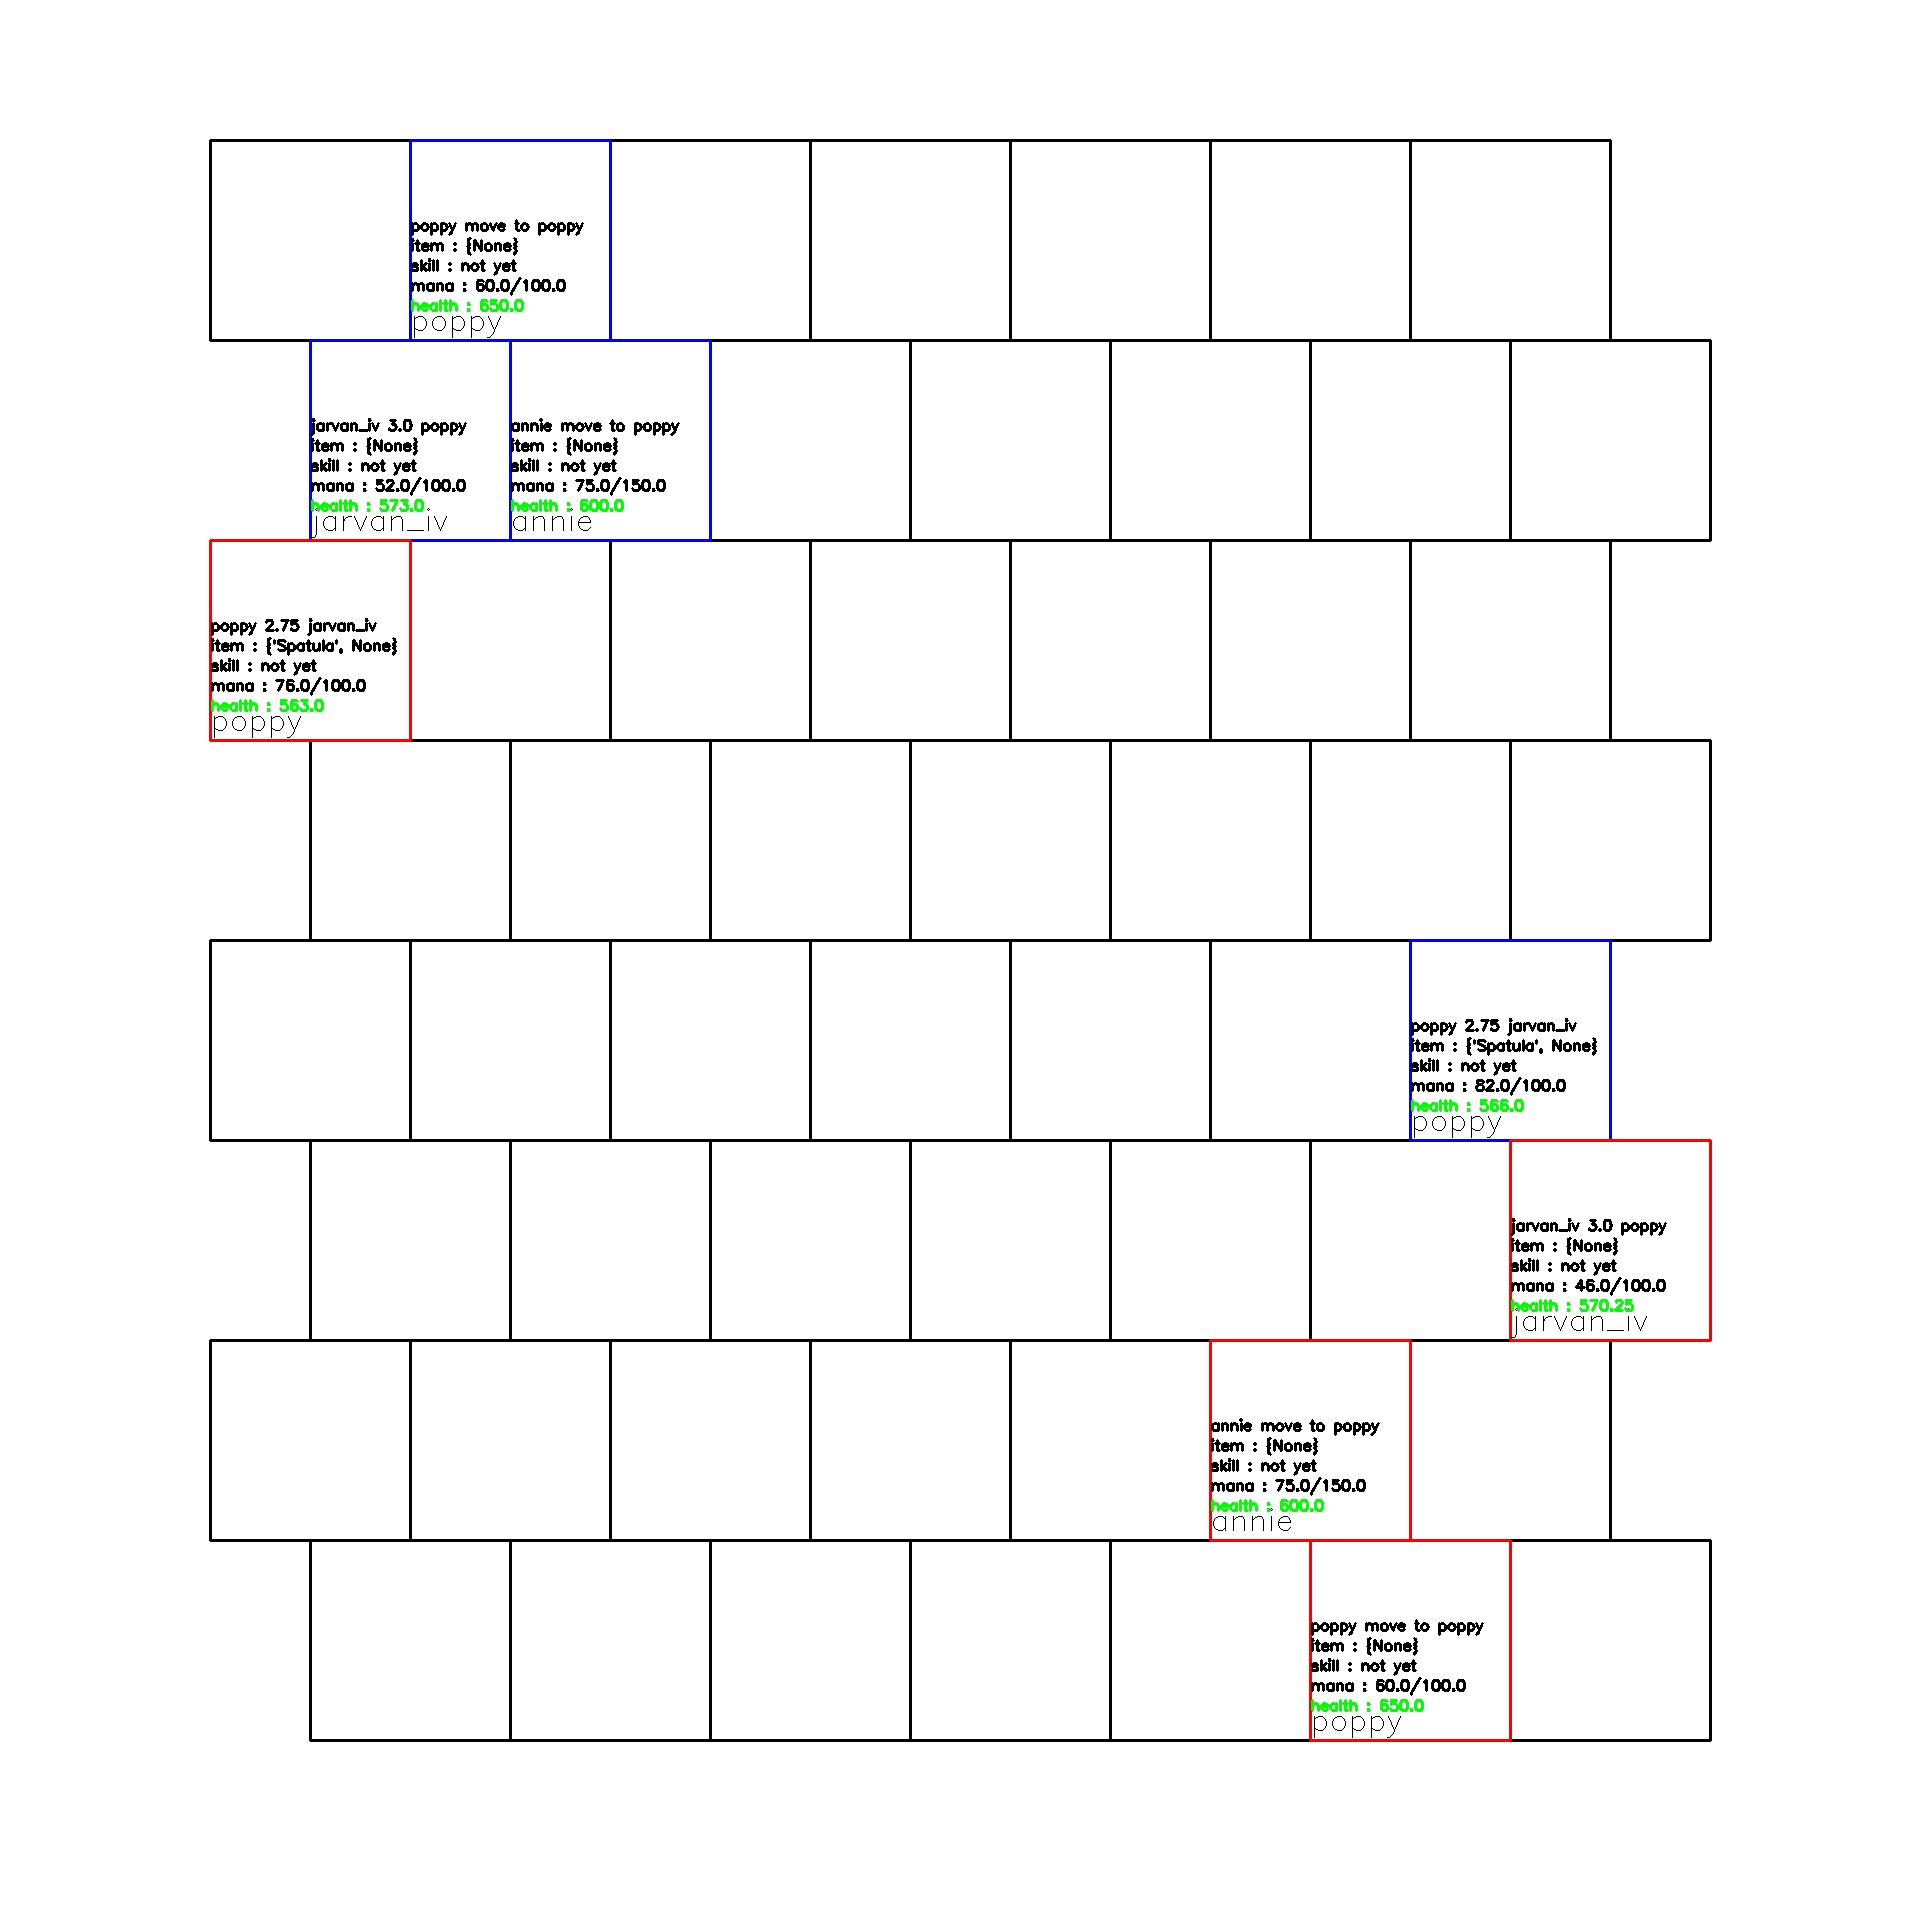 poppy move to poppy
item : {None}
skill : not yet
mana : 60.0/100.0
health : 650.0
poppy
jarvan_iv 3.0 poppy
item : {None}
skill : not yet
mana : 52.0/100.0
health : 573.0
jarvan_iv
annie move to poppy
item : {None}
skill : not yet
mana : 75.0/150.0
health : 600.0
annie
poppy 2.75 jarvan_iv
item : {'Spatula', None}
skill : not yet
mana : 76.0/100.0
health : 563.0
poppy
poppy 2.75 jarvan_iv
item : {'Spatula', None}
skill : not yet
mana : 82.0/100.0
health : 566.0
poppy
jarvan_iv 3.0 poppy
item : {None}
skill : not yet
mana : 46.0/100.0
health : 570.25
jarvan_iv
annie move to poppy
item : {None}
skill : not yet
mana : 75.0/150.0
health : 600.0
annie
poppy move to poppy
item : {None}
skill : not yet
mana : 60.0/100.0
health : 650.0
poppy